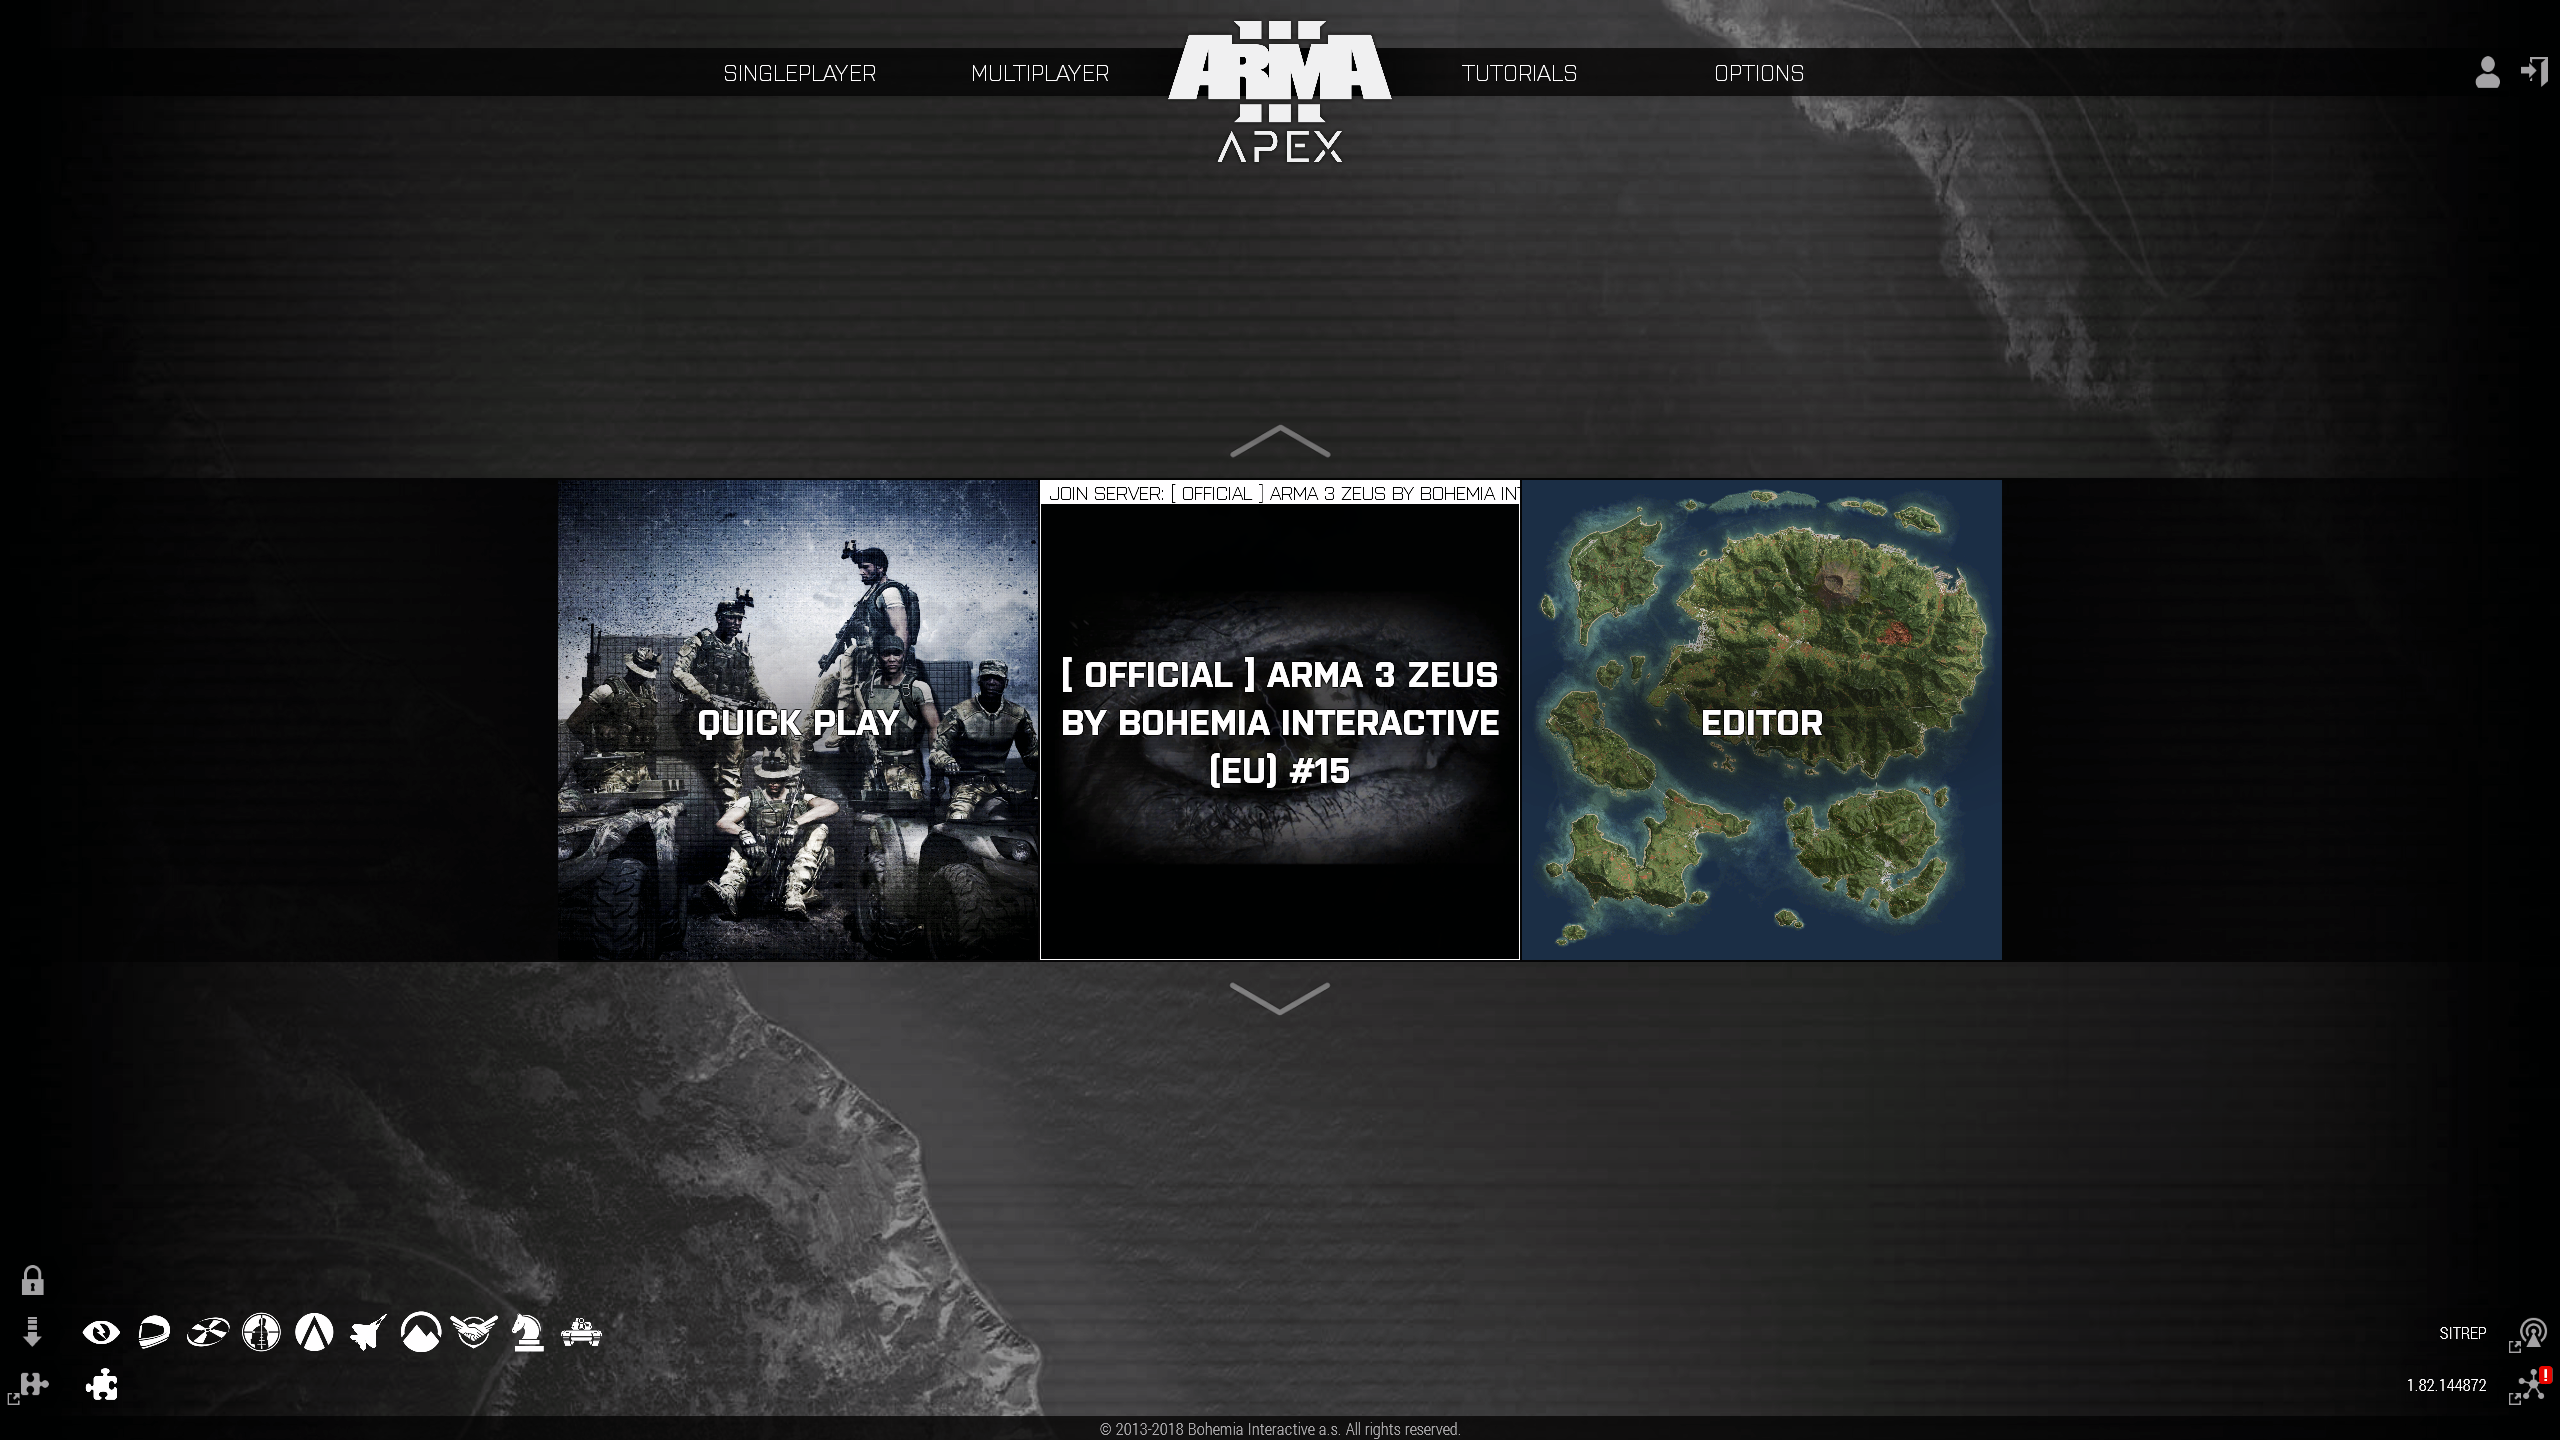 SINGLEPLAYER
MULTIPLAYER
ARMA
III
APEX
TUTORIALS
OPTIONS
JOIN SERVER: [ OFFICIAL ] ARMA 3 ZEUS BY BOHEMIA INT
QUICK PLAY
[ OFFICIAL ] ARMA 3 ZEUS
BY BOHEMIA INTERACTIVE
(EU) #15
EDITOR
SITREP
1.82.144872
!
© 2013-2018 Bohemia Interactive a.s. All rights reserved.